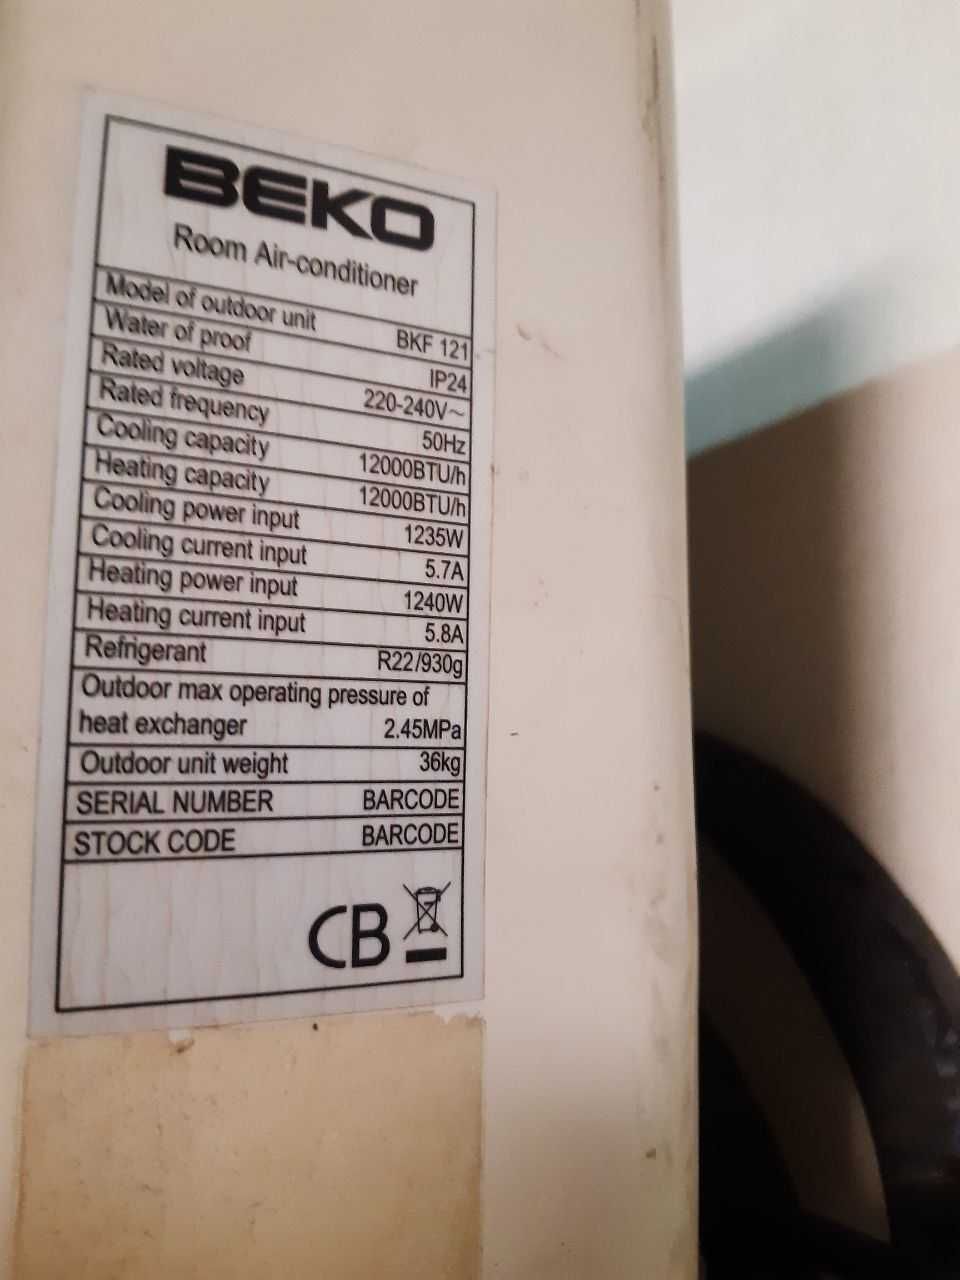 BEKO
Room Air-conditioner
Model of outdoor unit BKF 121
Water of proof IP24
Rated voltage 220-240V~
Rated frequency 50Hz
Cooling capacity 12000BTU/h
Heating capacity 12000BTU/h
Cooling power input 1235W
Cooling current input 5.7A
Heating power input 1240W
Heating current input 5.8A
Refrigerant R22/930g
Outdoor max operating pressure of
heat exchanger 2.45MPa
Outdoor unit weight 36kg
SERIAL NUMBER BARCODE
STOCK CODE BARCODE
CB